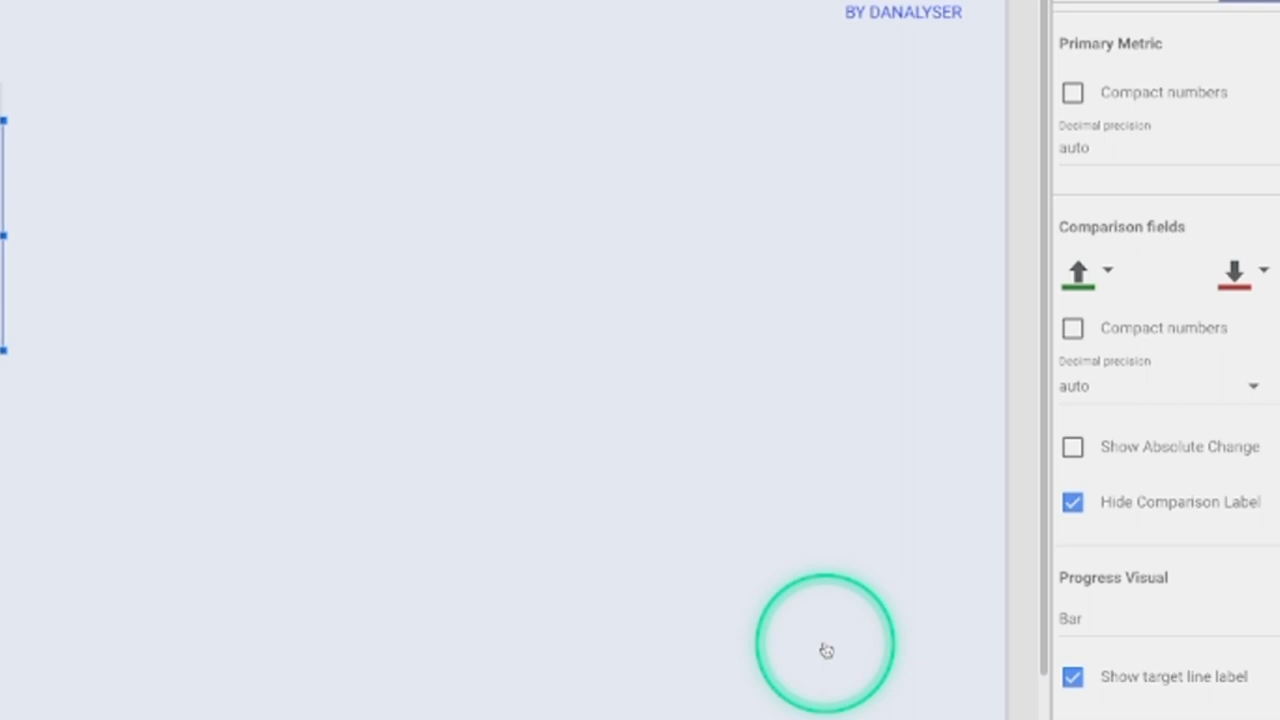 BY DANALYSER
Primary Metric
Compact numbers
Decimal precision
auto
Comparison fields
Compact numbers
Decimal precision
auto
Show Absolute Change
Hide Comparison Label
Progress Visual
Bar
Show target line label